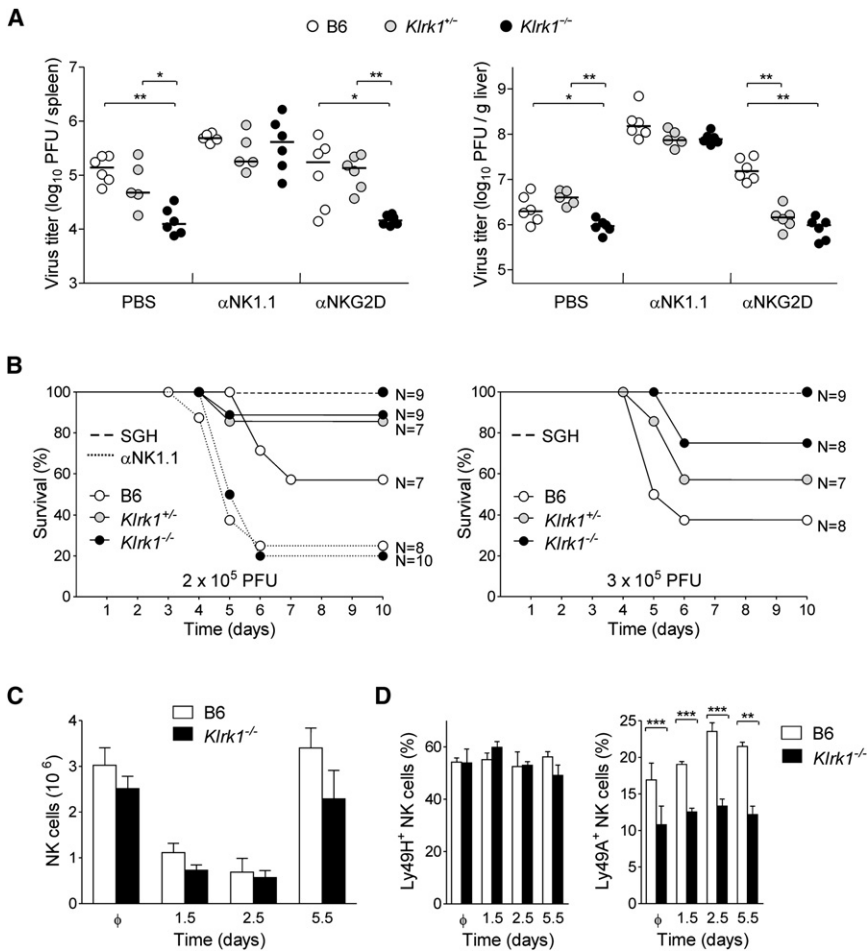 A
B6 Klrk1+/- Klrk1-/-
Virus titer (log10 PFU / spleen)
7
6
5
4
3
* ** ** *
PBS αNK1.1 αNKG2D
Virus titer (log10 PFU / g liver)
9
8
7
6
5
** * ** **
PBS αNK1.1 αNKG2D
B
Survival (%)
100
80
60
40
20
0
SGH
αNK1.1
B6
Klrk1+/-
Klrk1-/-
2 x 10^5 PFU
N=9
N=9
N=7
N=7
N=8
N=10
1 2 3 4 5 6 7 8 9 10
Time (days)
Survival (%)
100
80
60
40
20
0
SGH
B6
Klrk1+/-
Klrk1-/-
3 x 10^5 PFU
N=9
N=8
N=7
N=8
1 2 3 4 5 6 7 8 9 10
Time (days)
C
B6
Klrk1-/-
NK cells (10^6)
4
3
2
1
0
ϕ 1.5 2.5 5.5
Time (days)
D
Ly49H+ NK cells (%)
80
60
40
20
0
ϕ 1.5 2.5 5.5
Time (days)
Ly49A+ NK cells (%)
25
20
15
10
5
0
*** *** *** **
B6
Klrk1-/-
ϕ 1.5 2.5 5.5
Time (days)